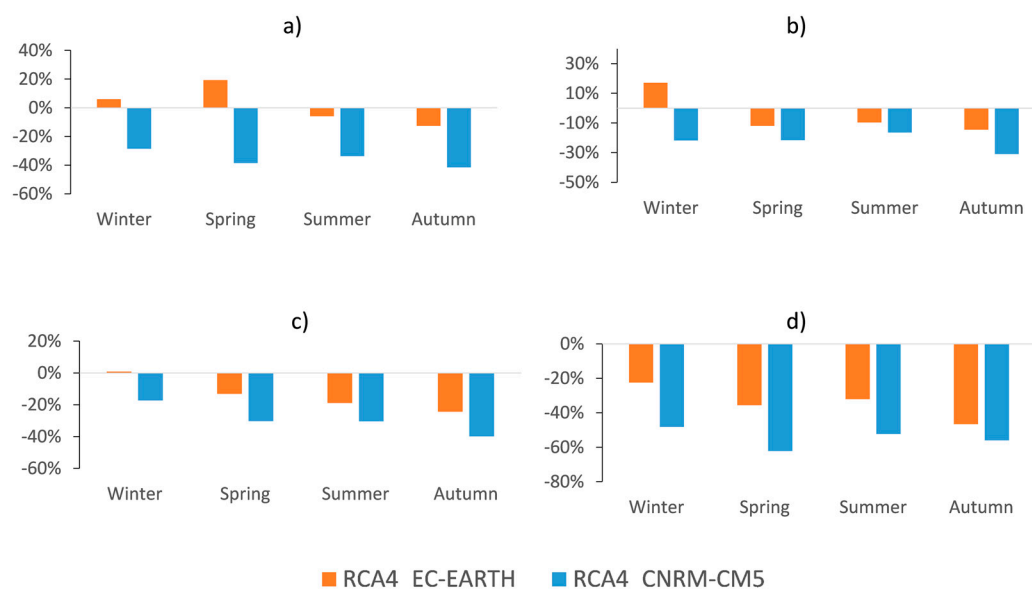 a)
40%
20%
0%
-20%
-40%
-60%
Winter Spring Summer Autumn
b)
30%
10%
-10%
-30%
-50%
Winter Spring Summer Autumn
c)
20%
0%
-20%
-40%
-60%
Winter Spring Summer Autumn
d)
0%
-20%
-40%
-60%
-80%
Winter Spring Summer Autumn
RCA4 EC-EARTH RCA4 CNRM-CM5